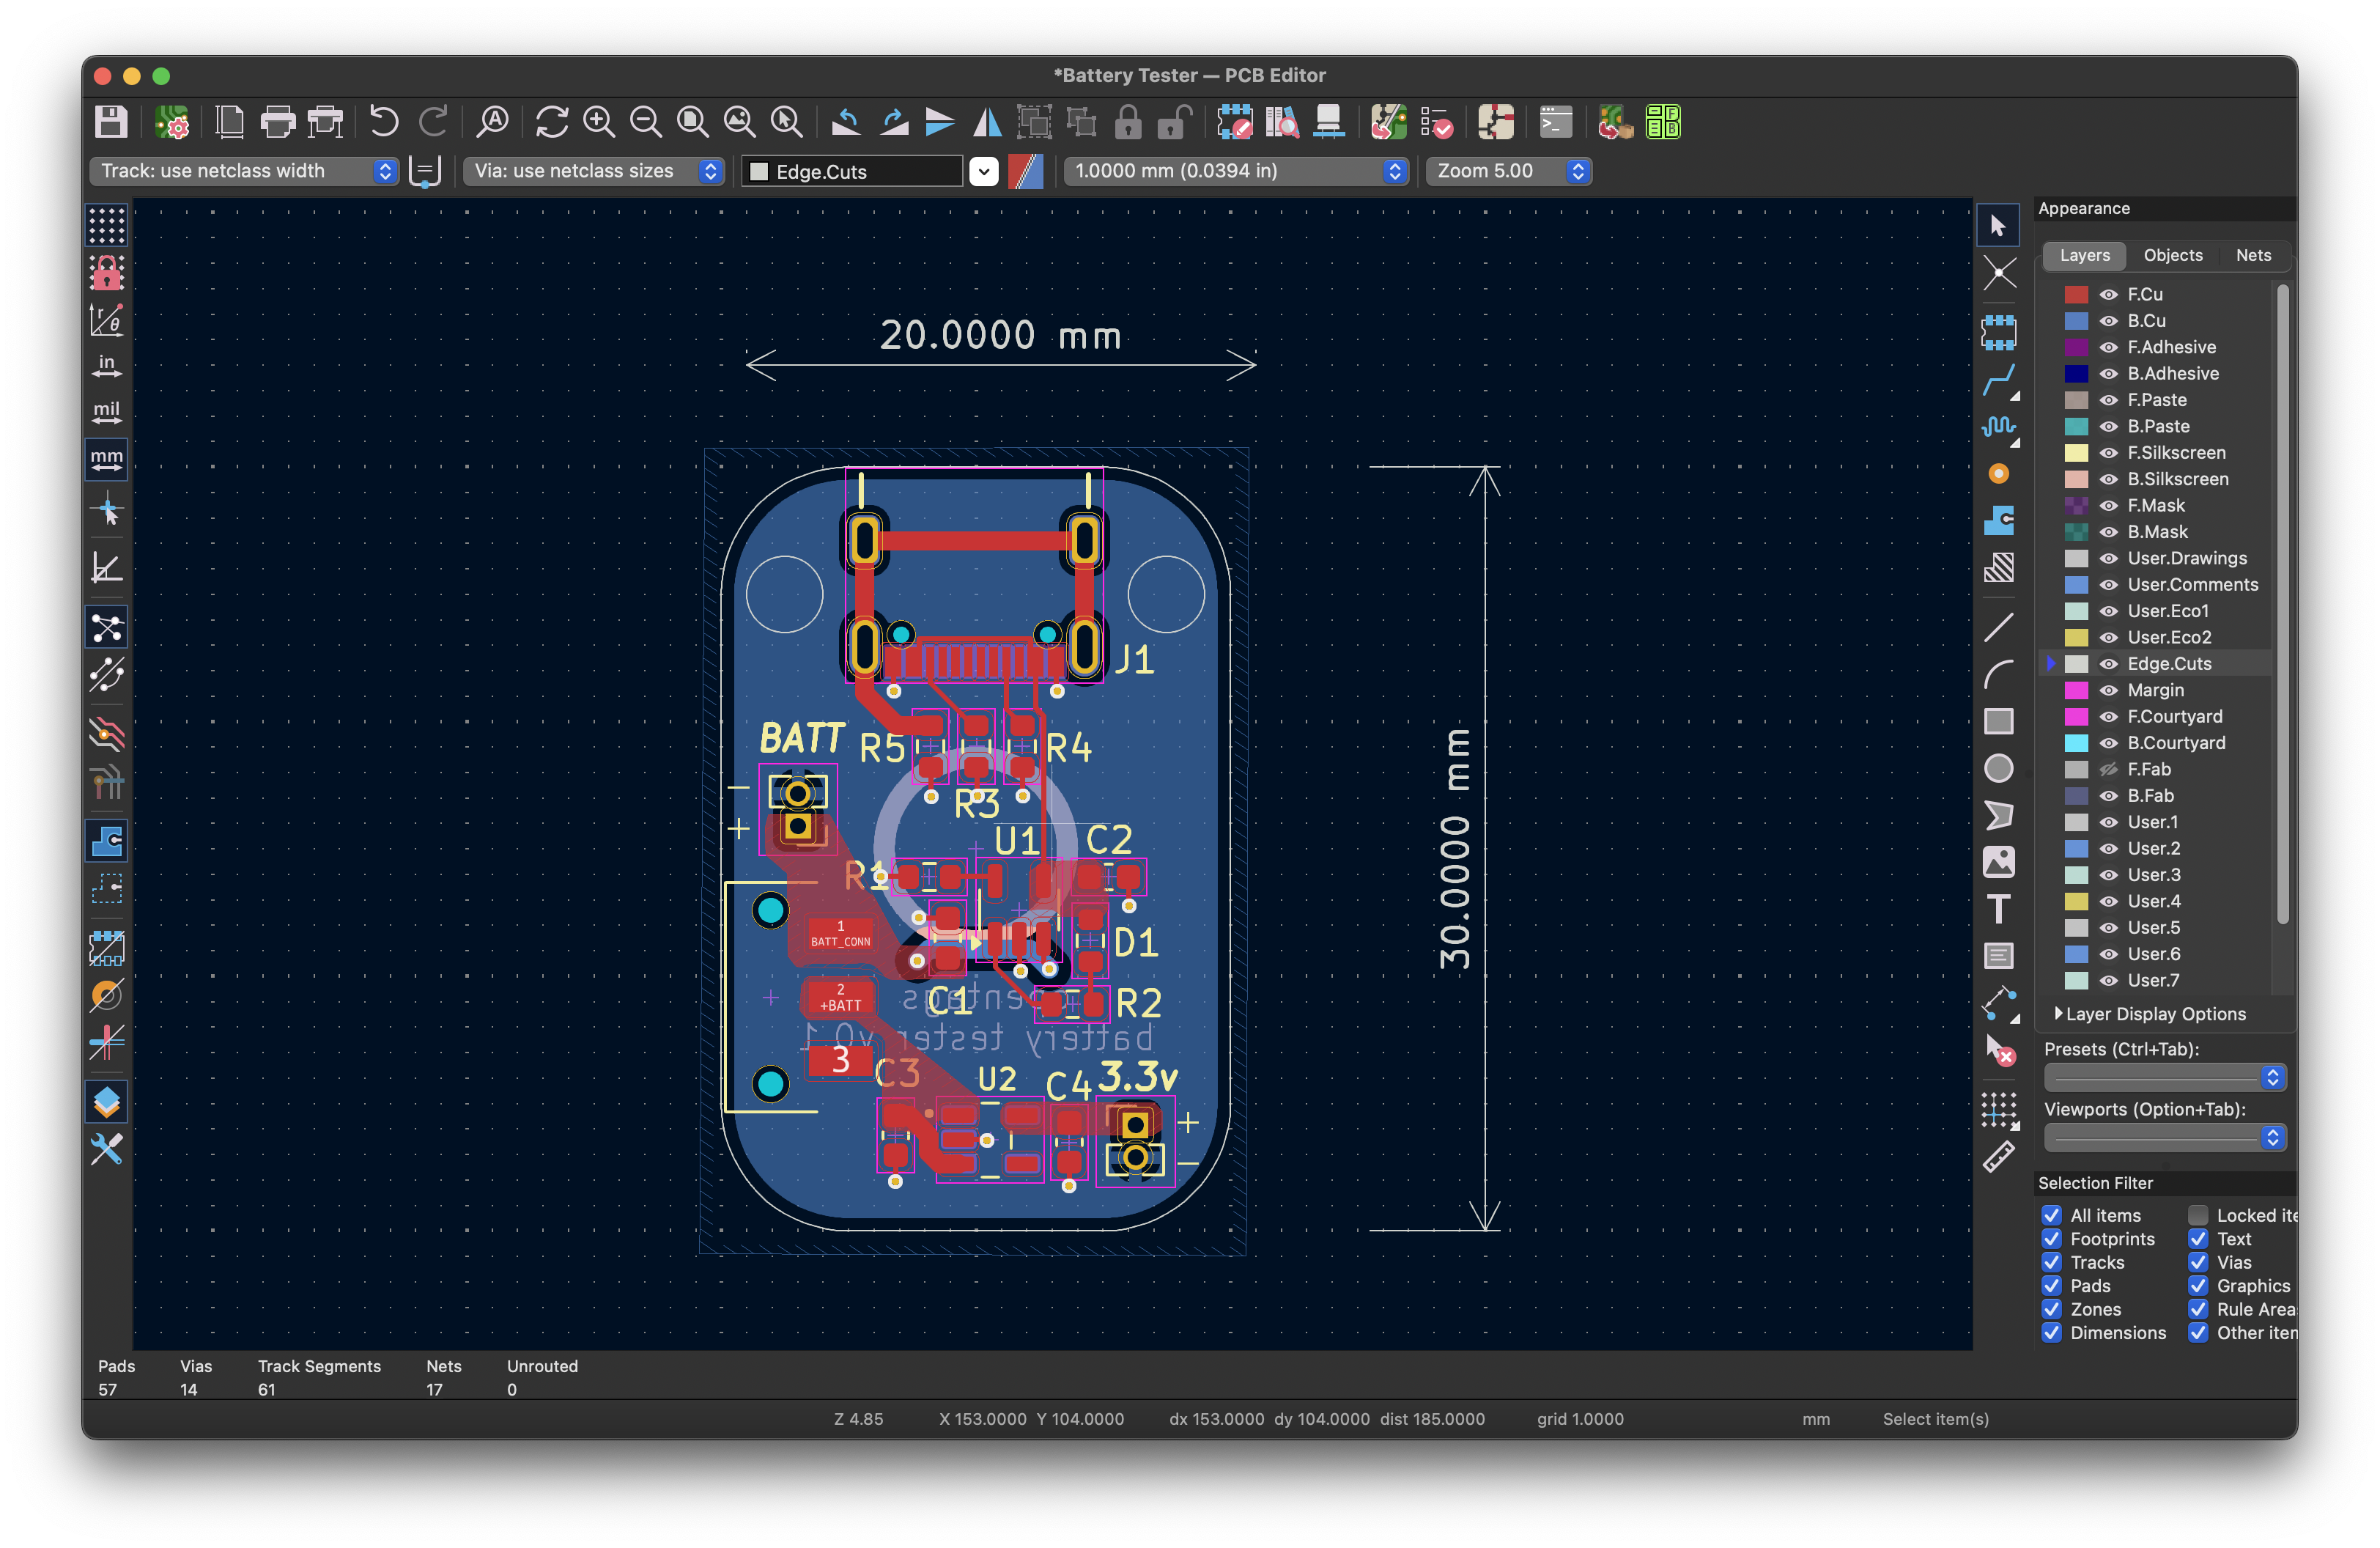 *Battery Tester — PCB Editor
Track: use netclass width
Via: use netclass sizes
Edge.Cuts
1.0000 mm (0.0394 in)
Zoom 5.00
in
mil
mm
r
θ
20.0000 mm
30.0000 mm
J1
BATT
R5
R4
R3
−
+
U1
C2
R1
1
BATT_CONN
D1
2
+BATT
C1
R2
battery tester v0.1
3
C3
U2
C4
3.3v
+
−
Appearance
Layers
Objects
Nets
F.Cu
B.Cu
F.Adhesive
B.Adhesive
F.Paste
B.Paste
F.Silkscreen
B.Silkscreen
F.Mask
B.Mask
User.Drawings
User.Comments
User.Eco1
User.Eco2
Edge.Cuts
Margin
F.Courtyard
B.Courtyard
F.Fab
B.Fab
User.1
User.2
User.3
User.4
User.5
User.6
User.7
Layer Display Options
Presets (Ctrl+Tab):
Viewports (Option+Tab):
Selection Filter
All items
Locked ite
Footprints
Text
Tracks
Vias
Pads
Graphics
Zones
Rule Area
Dimensions
Other iten
Pads
Vias
Track Segments
Nets
Unrouted
57
14
61
17
0
Z 4.85
X 153.0000 Y 104.0000
dx 153.0000 dy 104.0000 dist 185.0000
grid 1.0000
mm
Select item(s)